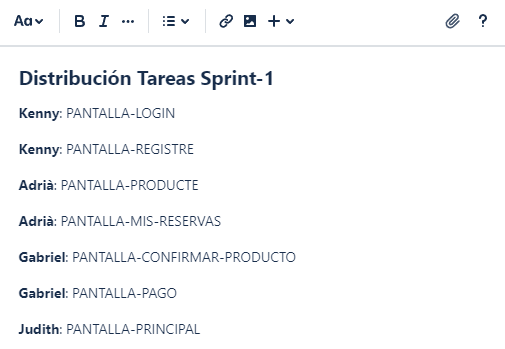 Aa B I ... ?
Distribución Tareas Sprint-1
Kenny: PANTALLA-LOGIN
Kenny: PANTALLA-REGISTRE
Adrià: PANTALLA-PRODUCTE
Adrià: PANTALLA-MIS-RESERVAS
Gabriel: PANTALLA-CONFIRMAR-PRODUCTO
Gabriel: PANTALLA-PAGO
Judith: PANTALLA-PRINCIPAL